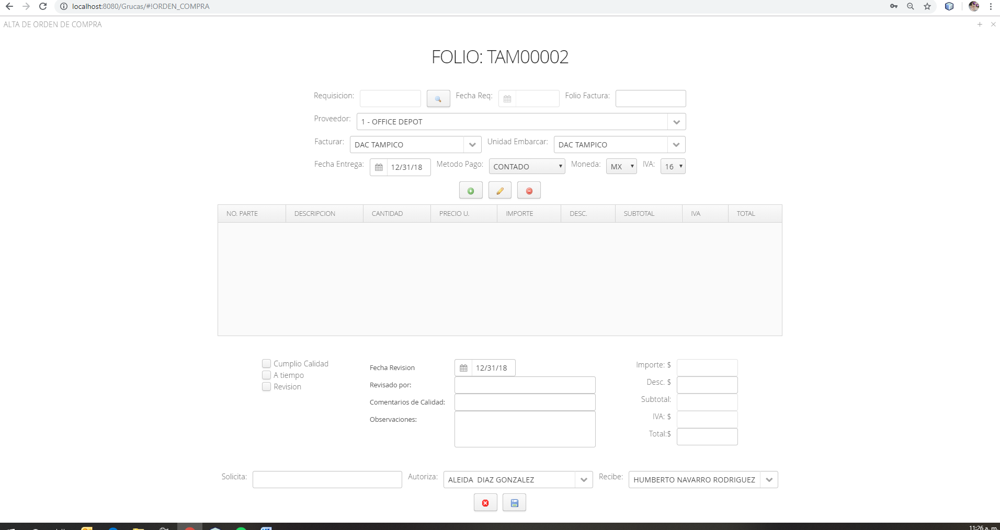 localhost:8080/Grucas/#!ORDEN_COMPRA
ALTA DE ORDEN DE COMPRA
FOLIO: TAM00002
Requisicion: Fecha Req: Folio Factura:
Proveedor: 1 - OFFICE DEPOT
Facturar: DAC TAMPICO Unidad Embarcar: DAC TAMPICO
Fecha Entrega: 12/31/18 Metodo Pago: CONTADO Moneda: MX IVA: 16
NO. PARTE DESCRIPCION CANTIDAD PRECIO U. IMPORTE DESC. SUBTOTAL IVA TOTAL
Cumplio Calidad
A tiempo
Revision
Fecha Revision 12/31/18
Revisado por:
Comentarios de Calidad:
Observaciones:
Importe: $
Desc. $
Subtotal:
IVA: $
Total:$
Solicita: Autoriza: ALEIDA  DIAZ GONZALEZ Recibe: HUMBERTO NAVARRO RODRIGUEZ
11:26 a. m.